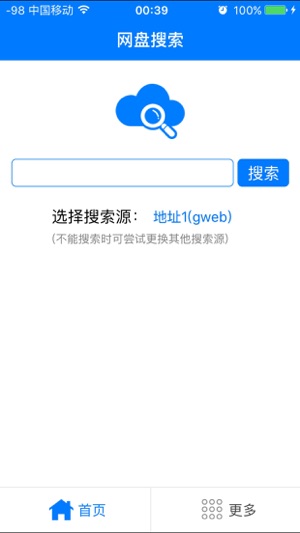 -98 中国移动 00:39 100%
网盘搜索
搜索
选择搜索源： 地址1(gweb)
(不能搜索时可尝试更换其他搜索源)
首页 更多